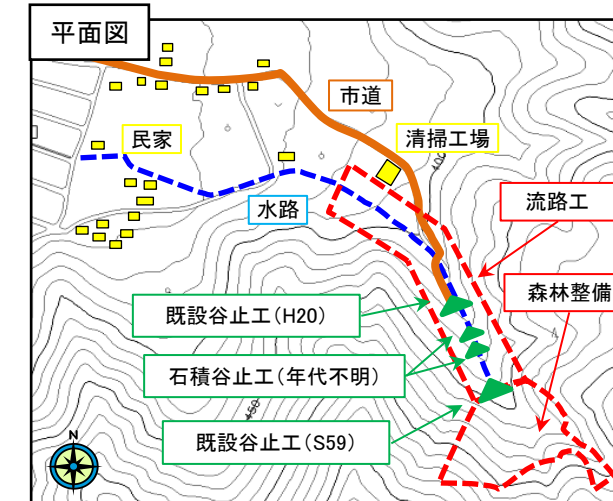 平面図
市道
民家
清掃工場
400
水路
流路工
森林整備
既設谷止工(H20)
石積谷止工(年代不明)
450
既設谷止工(S59)
N